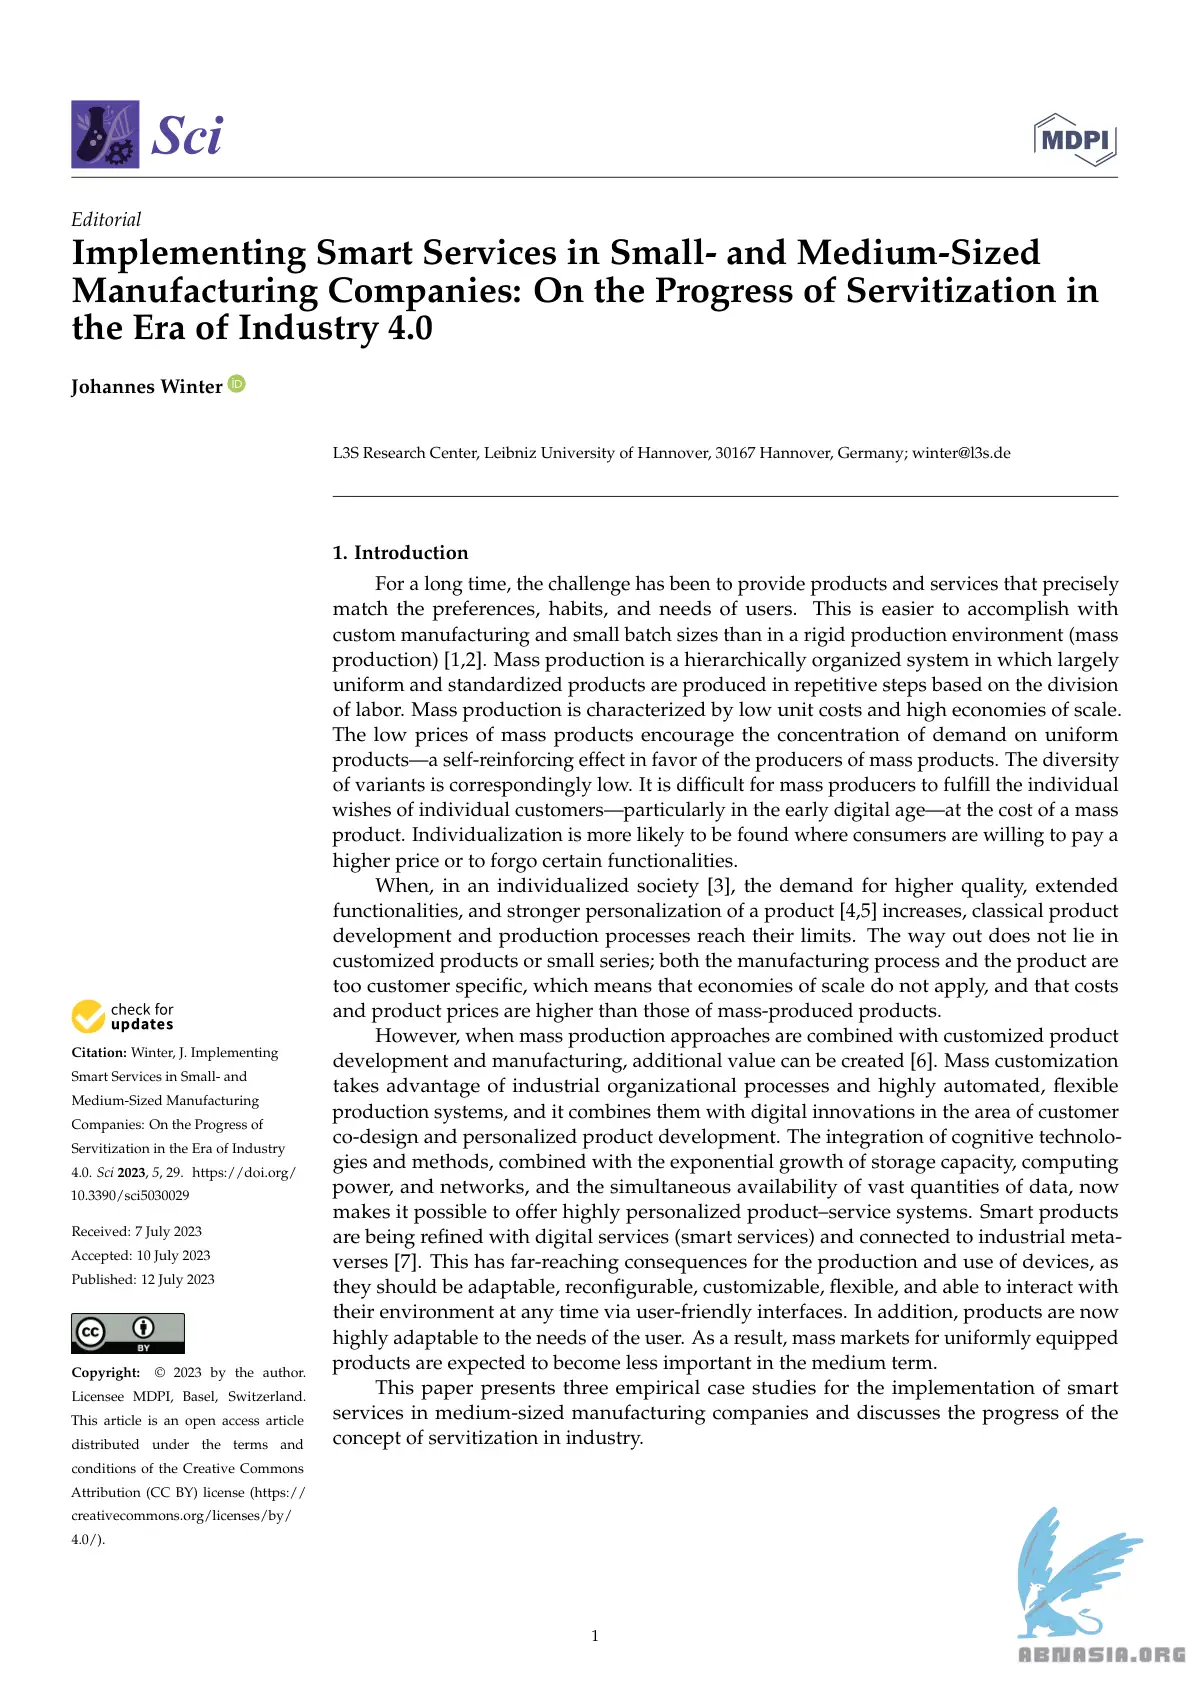 Sci
MDPI
Editorial
Implementing Smart Services in Small- and Medium-Sized
Manufacturing Companies: On the Progress of Servitization in
the Era of Industry 4.0
Johannes Winter iD
L3S Research Center, Leibniz University of Hannover, 30167 Hannover, Germany; winter@l3s.de
1. Introduction
For a long time, the challenge has been to provide products and services that precisely
match the preferences, habits, and needs of users. This is easier to accomplish with
custom manufacturing and small batch sizes than in a rigid production environment (mass
production) [1,2]. Mass production is a hierarchically organized system in which largely
uniform and standardized products are produced in repetitive steps based on the division
of labor. Mass production is characterized by low unit costs and high economies of scale.
The low prices of mass products encourage the concentration of demand on uniform
products—a self-reinforcing effect in favor of the producers of mass products. The diversity
of variants is correspondingly low. It is difficult for mass producers to fulfill the individual
wishes of individual customers—particularly in the early digital age—at the cost of a mass
product. Individualization is more likely to be found where consumers are willing to pay a
higher price or to forgo certain functionalities.
When, in an individualized society [3], the demand for higher quality, extended
functionalities, and stronger personalization of a product [4,5] increases, classical product
development and production processes reach their limits. The way out does not lie in
customized products or small series; both the manufacturing process and the product are
too customer specific, which means that economies of scale do not apply, and that costs
and product prices are higher than those of mass-produced products.
However, when mass production approaches are combined with customized product
development and manufacturing, additional value can be created [6]. Mass customization
takes advantage of industrial organizational processes and highly automated, flexible
production systems, and it combines them with digital innovations in the area of customer
co-design and personalized product development. The integration of cognitive technolo-
gies and methods, combined with the exponential growth of storage capacity, computing
power, and networks, and the simultaneous availability of vast quantities of data, now
makes it possible to offer highly personalized product–service systems. Smart products
are being refined with digital services (smart services) and connected to industrial meta-
verses [7]. This has far-reaching consequences for the production and use of devices, as
they should be adaptable, reconfigurable, customizable, flexible, and able to interact with
their environment at any time via user-friendly interfaces. In addition, products are now
highly adaptable to the needs of the user. As a result, mass markets for uniformly equipped
products are expected to become less important in the medium term.
This paper presents three empirical case studies for the implementation of smart
services in medium-sized manufacturing companies and discusses the progress of the
concept of servitization in industry.
check for
updates
Citation: Winter, J. Implementing
Smart Services in Small- and
Medium-Sized Manufacturing
Companies: On the Progress of
Servitization in the Era of Industry
4.0. Sci 2023, 5, 29. https://doi.org/
10.3390/sci5030029
Received: 7 July 2023
Accepted: 10 July 2023
Published: 12 July 2023
CC BY
Copyright: © 2023 by the author.
Licensee MDPI, Basel, Switzerland.
This article is an open access article
distributed under the terms and
conditions of the Creative Commons
Attribution (CC BY) license (https://
creativecommons.org/licenses/by/
4.0/).
1
ABNASIA.ORG